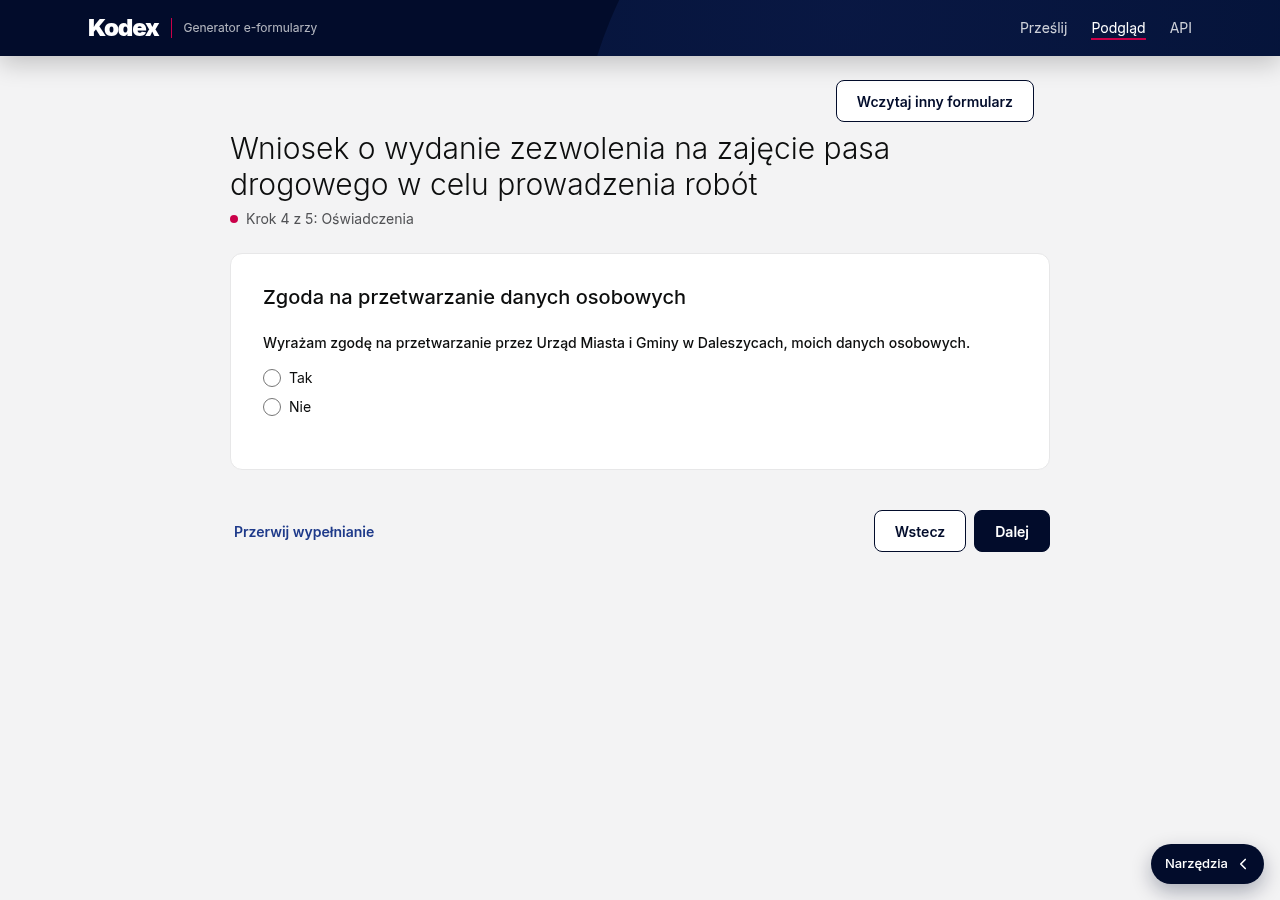 Kodex
Generator e-formularzy
Prześlij
Podgląd
API
Wczytaj inny formularz
Wniosek o wydanie zezwolenia na zajęcie pasa
drogowego w celu prowadzenia robót
Krok 4 z 5: Oświadczenia
Zgoda na przetwarzanie danych osobowych
Wyrażam zgodę na przetwarzanie przez Urząd Miasta i Gminy w Daleszycach, moich danych osobowych.
Tak
Nie
Przerwij wypełnianie
Wstecz
Dalej
Narzędzia